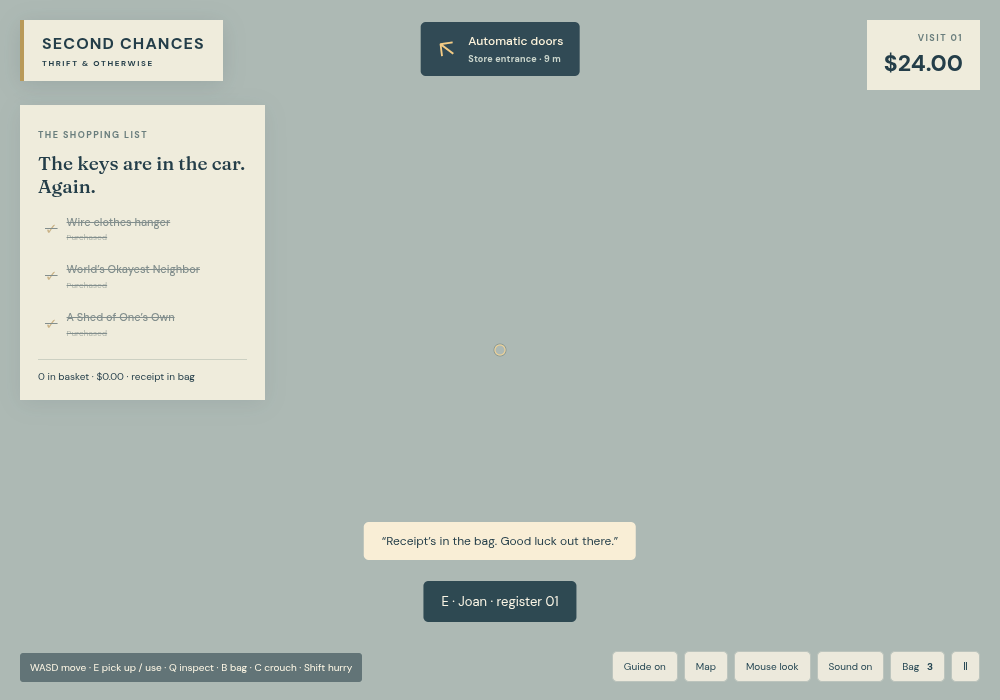 SECOND CHANCES
THRIFT & OTHERWISE
Automatic doors
Store entrance · 9 m
VISIT 01
$24.00
THE SHOPPING LIST
The keys are in the car.
Again.
Wire clothes hanger
Purchased
World's Okayest Neighbor
Purchased
A Shed of One's Own
Purchased
0 in basket · $0.00 · receipt in bag
“Receipt's in the bag. Good luck out there.”
E · Joan · register 01
WASD move · E pick up / use · Q inspect · B bag · C crouch · Shift hurry
Guide on
Map
Mouse look
Sound on
Bag 3